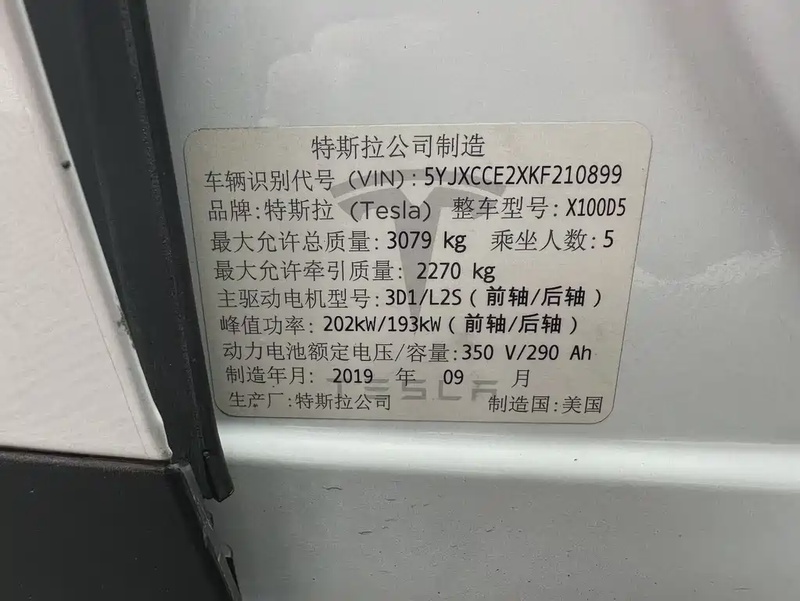 特斯拉公司制造
车辆识别代号 (VIN): 5YJXCCE2XKF210899
品牌: 特斯拉 (Tesla) 整车型号: X100D5
最大允许总质量: 3079 kg 乘坐人数: 5
最大允许牵引质量: 2270 kg
主驱动电机型号: 3D1/L2S (前轴/后轴)
峰值功率: 202kW/193kW (前轴/后轴)
动力电池额定电压/容量: 350 V/290 Ah
制造年月: 2019 年 09 月
TESLA
生产厂: 特斯拉公司 制造国: 美国